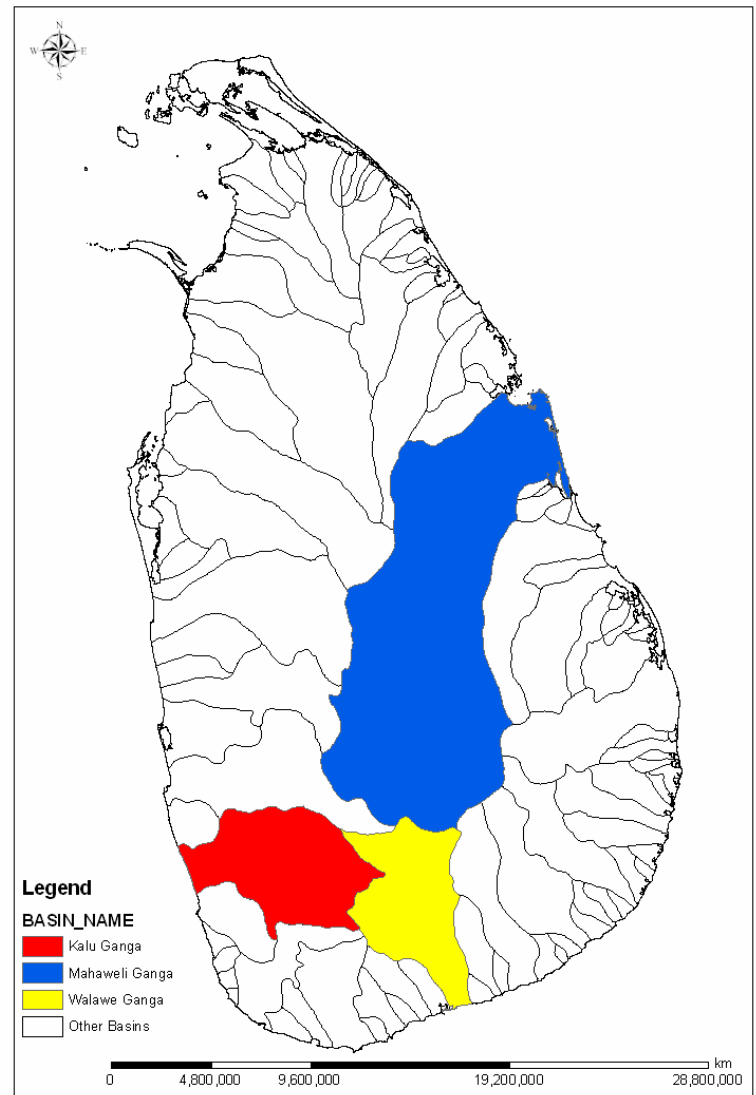 N
W E
S
Legend
BASIN_NAME
Kalu Ganga
Mahaweli Ganga
Walawe Ganga
Other Basins
km
0 4,800,000 9,600,000 19,200,000 28,800,000